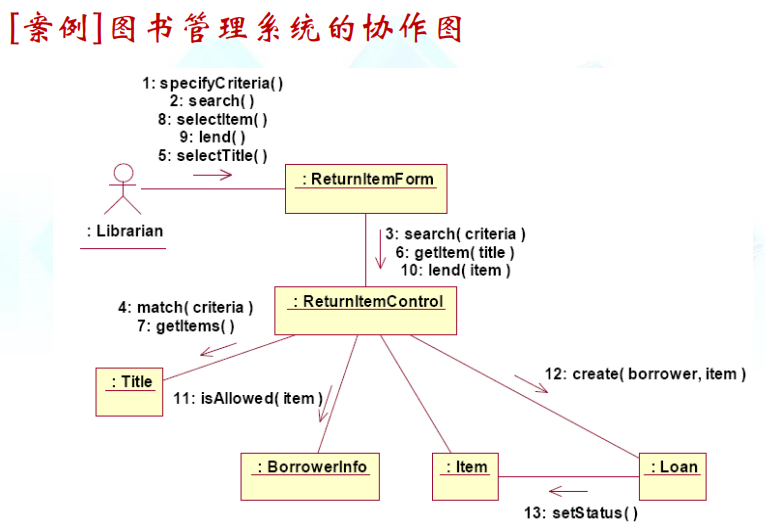 [案例]图书管理系统的协作图
1: specifyCriteria( )
2: search( )
8: selectItem( )
9: lend( )
5: selectTitle( )
: ReturnItemForm
: Librarian
3: search( criteria )
6: getItem( title )
10: lend( item )
: ReturnItemControl
4: match( criteria )
7: getItems( )
12: create( borrower, item )
: Title
11: isAllowed( item )
: BorrowerInfo
: Item
: Loan
13: setStatus( )